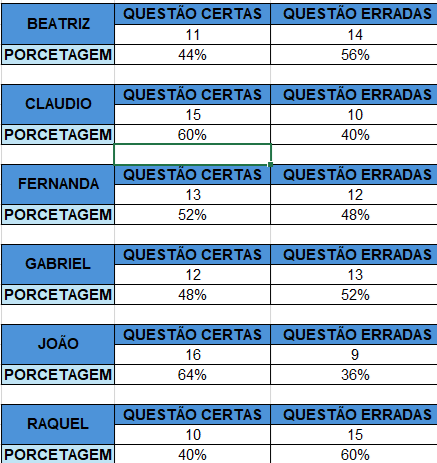 BEATRIZ QUESTÃO CERTAS QUESTÃO ERRADAS
11 14
PORCETAGEM 44% 56%
CLAUDIO QUESTÃO CERTAS QUESTÃO ERRADAS
15 10
PORCETAGEM 60% 40%
FERNANDA QUESTÃO CERTAS QUESTÃO ERRADAS
13 12
PORCETAGEM 52% 48%
GABRIEL QUESTÃO CERTAS QUESTÃO ERRADAS
12 13
PORCETAGEM 48% 52%
JOÃO QUESTÃO CERTAS QUESTÃO ERRADAS
16 9
PORCETAGEM 64% 36%
RAQUEL QUESTÃO CERTAS QUESTÃO ERRADAS
10 15
PORCETAGEM 40% 60%